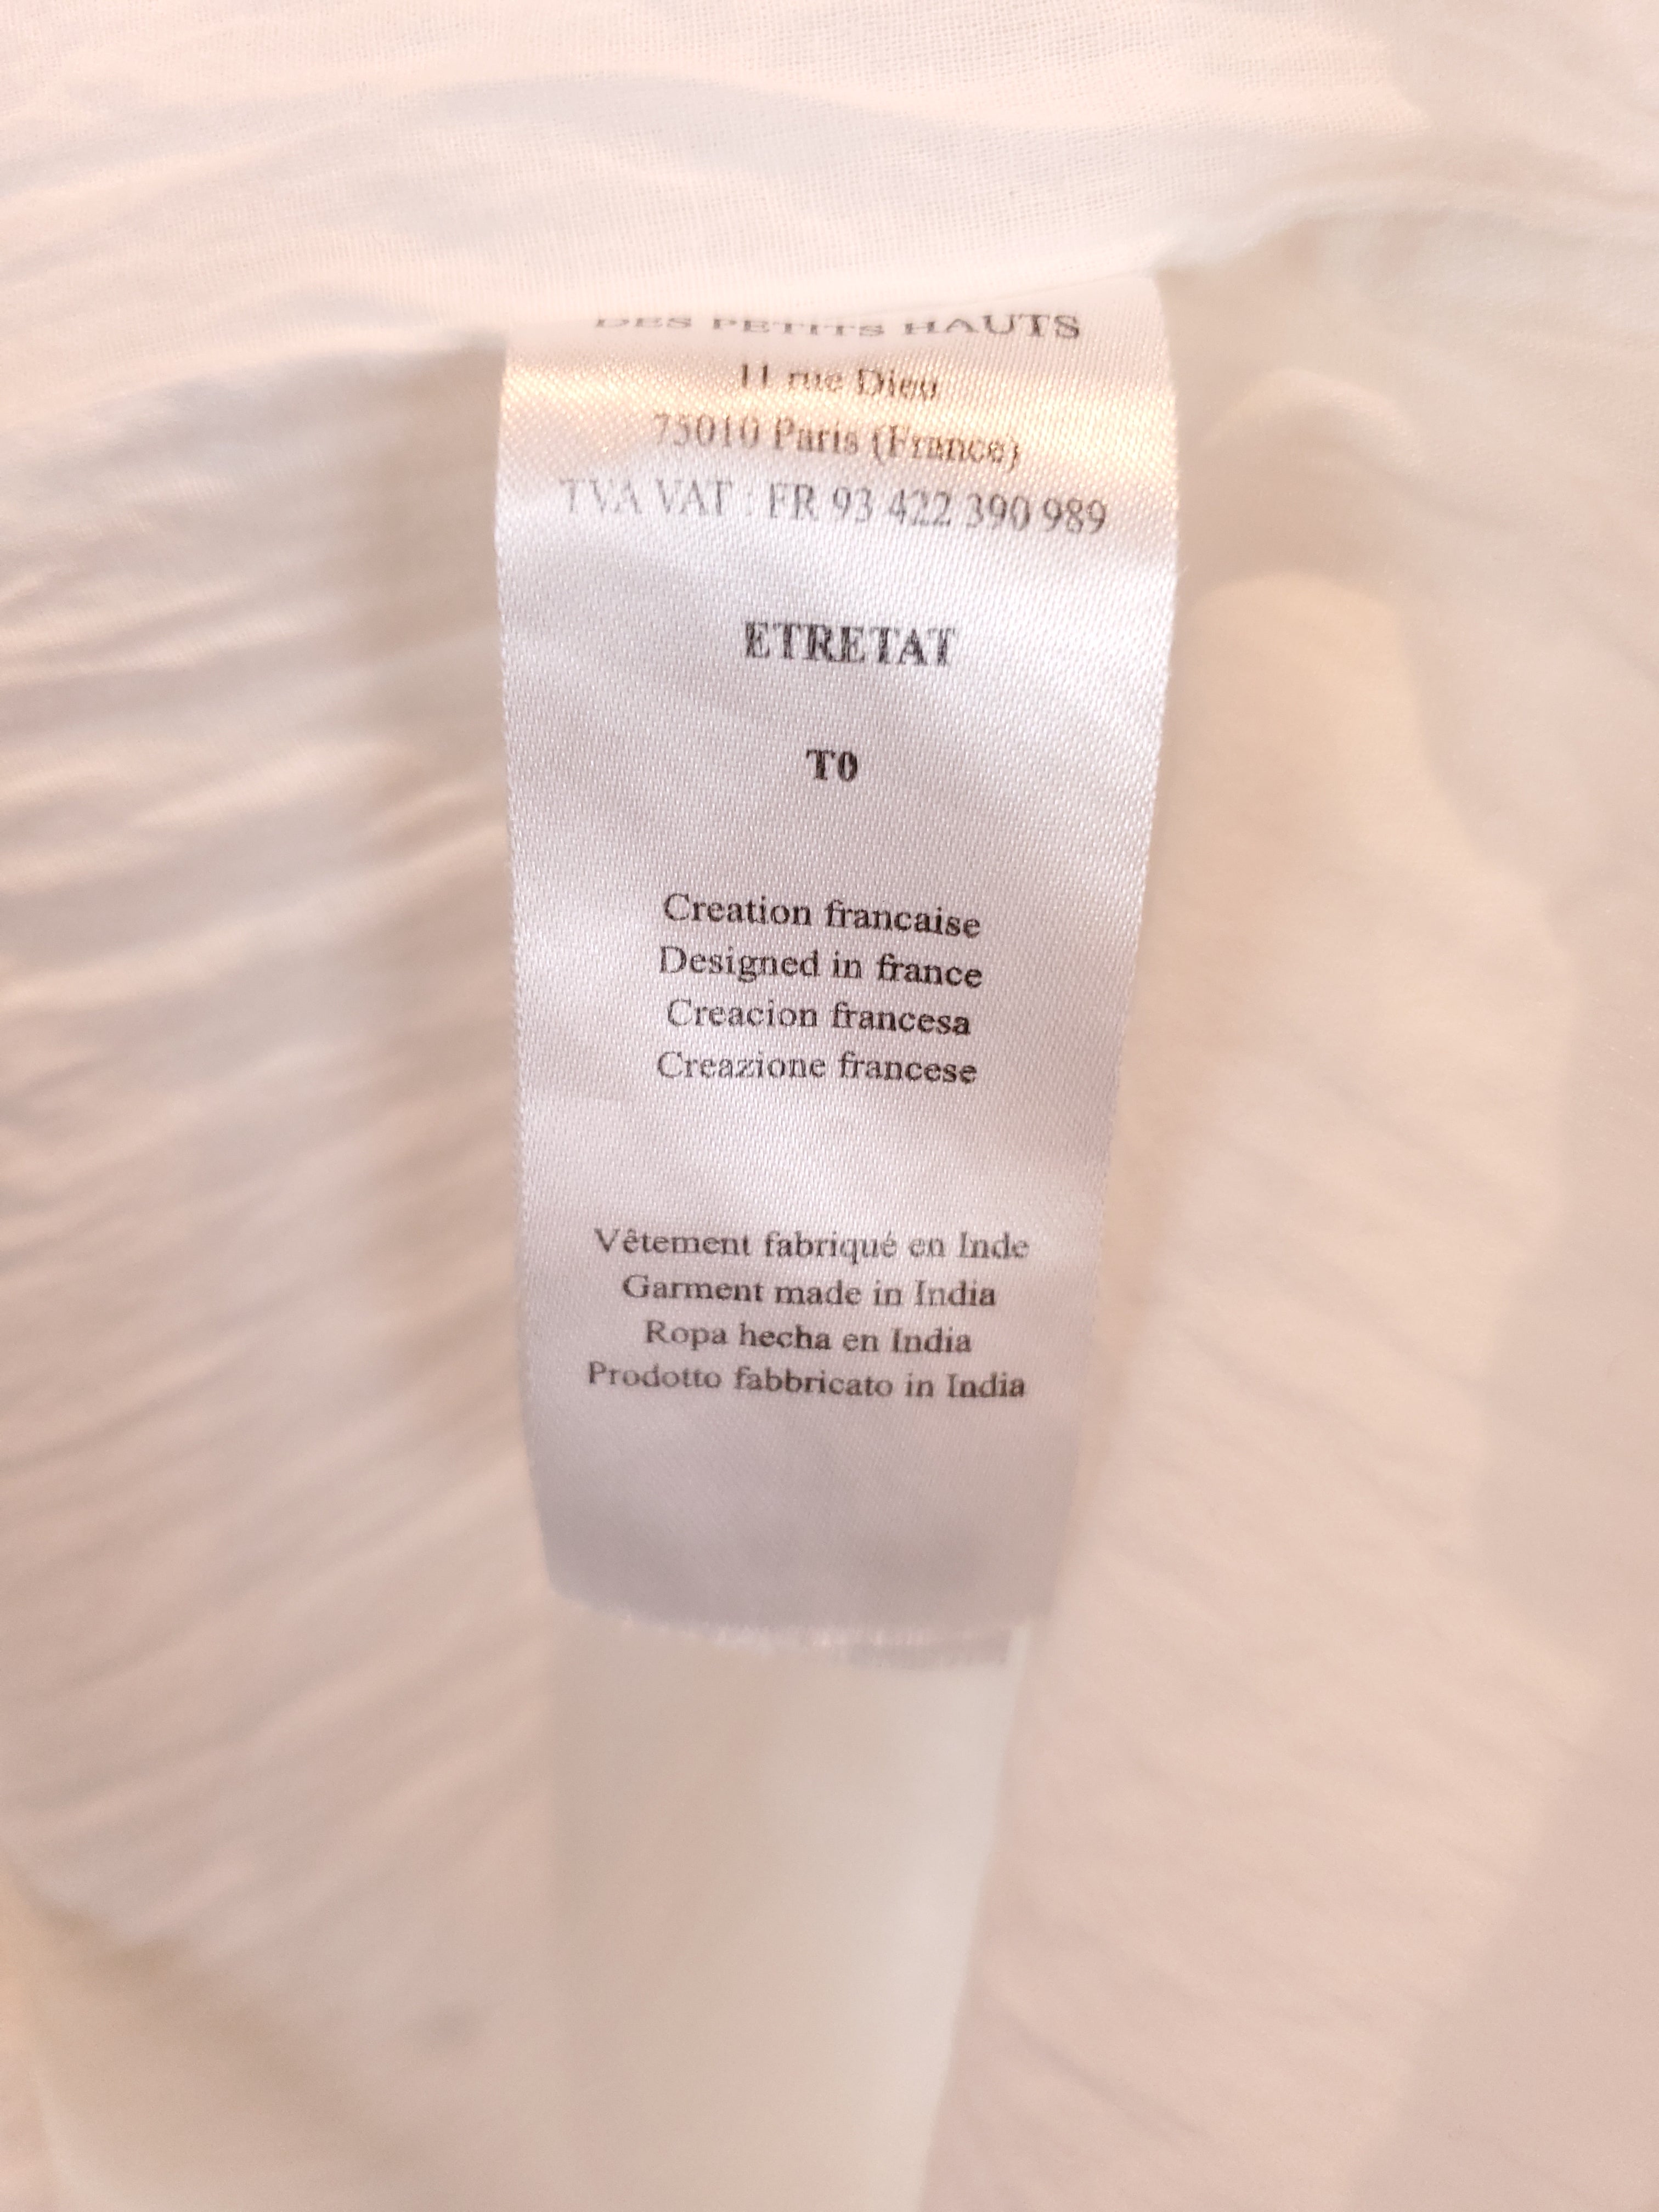 DES PETITS HAUTS
11 rue Dieu
75010 Paris (France)
TVA VAT : FR 93 422 390 989
ETRETAT
T0
Creation francaise
Designed in france
Creacion francesa
Creazione francese
Vêtement fabriqué en Inde
Garment made in India
Ropa hecha en India
Prodotto fabbricato in India